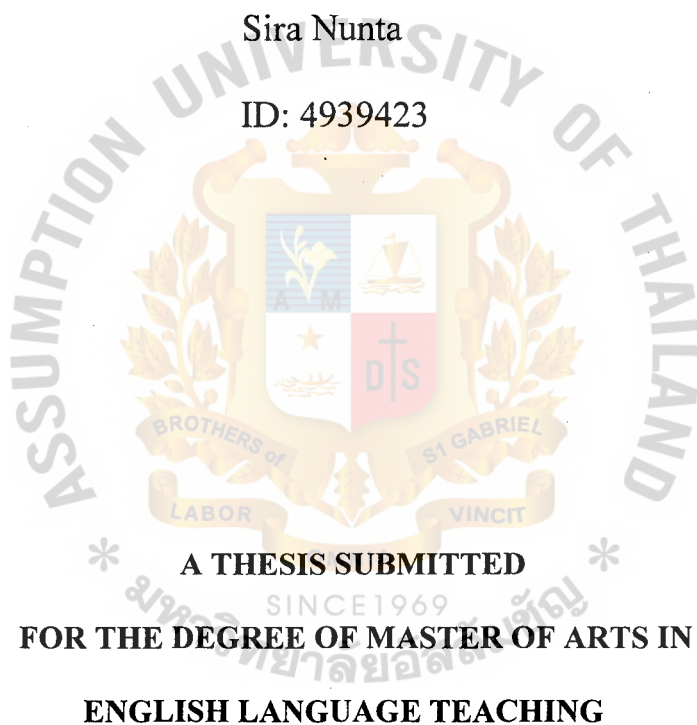 Sira Nunta
ID: 4939423
ASSUMPTION UNIVERSITY OF THAILAND
A M
D S
BROTHERS of
S1 GABRIEL
LABOR
VINCIT
* A THESIS SUBMITTED *
SINCE1969
FOR THE DEGREE OF MASTER OF ARTS IN
ENGLISH LANGUAGE TEACHING